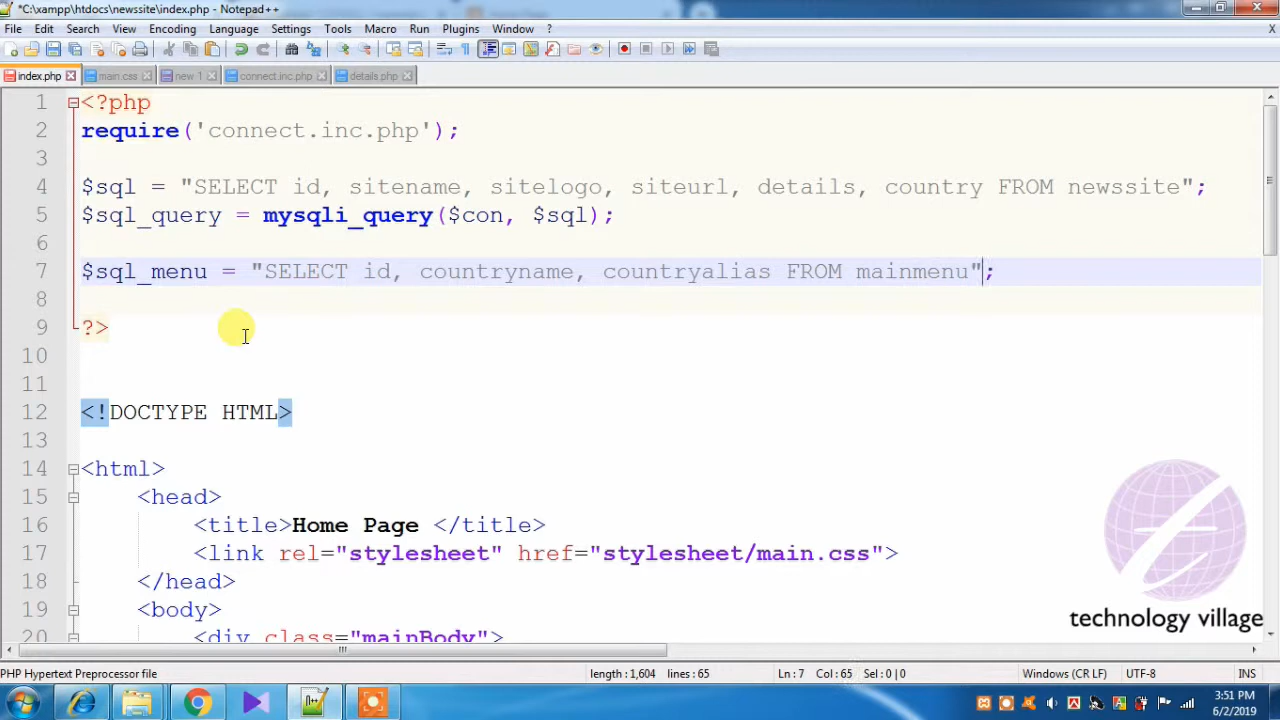 *C:\xampp\htdocs\newssite\index.php - Notepad++
File Edit Search View Encoding Language Settings Tools Macro Run Plugins Window ? X
index.php main.css new 1 connect.inc.php details.php
1 <?php
2 require('connect.inc.php');
3
4 $sql = "SELECT id, sitename, sitelogo, siteurl, details, country FROM newssite";
5 $sql_query = mysqli_query($con, $sql);
6
7 $sql_menu = "SELECT id, countryname, countryalias FROM mainmenu";
8
9 ?>
10
11
12 <!DOCTYPE HTML>
13
14 <html>
15 <head>
16 <title>Home Page </title>
17 <link rel="stylesheet" href="stylesheet/main.css">
18 </head>
19 <body>
20 <div class="mainBody">
technology village
PHP Hypertext Preprocessor file length : 1,604 lines : 65 Ln : 7 Col : 65 Sel : 0 | 0 Windows (CR LF) UTF-8 INS
3:51 PM
6/2/2019